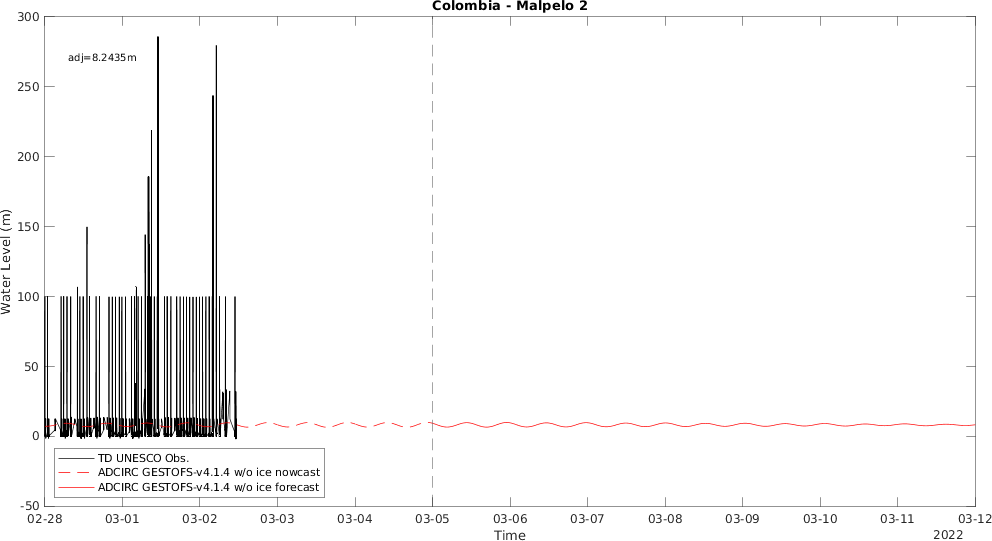 Colombia - Malpelo 2
300
adj=8.2435m
250
200
150
100
50
0
-50
Water Level (m)
TD UNESCO Obs.
ADCIRC GESTOFS-v4.1.4 w/o ice nowcast
ADCIRC GESTOFS-v4.1.4 w/o ice forecast
02-28 03-01 03-02 03-03 03-04 03-05 03-06 03-07 03-08 03-09 03-10 03-11 03-12
Time
2022